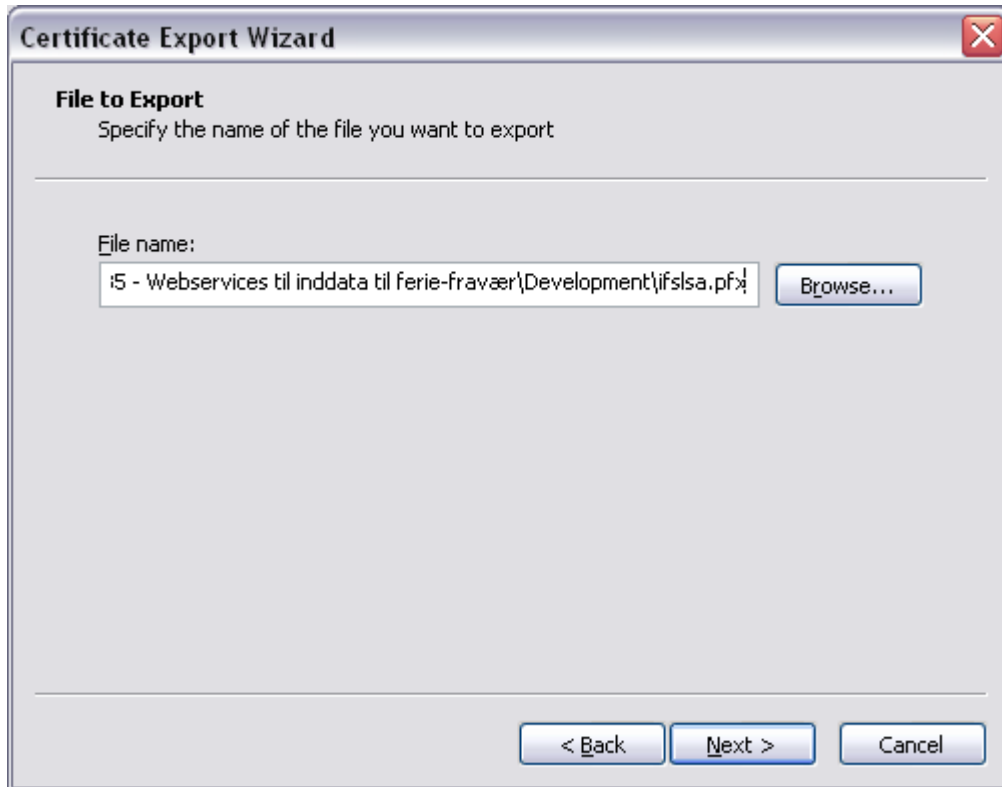 Certificate Export Wizard
File to Export
Specify the name of the file you want to export
File name:
5 - Webservices til inddata til ferie-fravær\Development\ifslsa.pfx
Browse...
< Back
Next >
Cancel